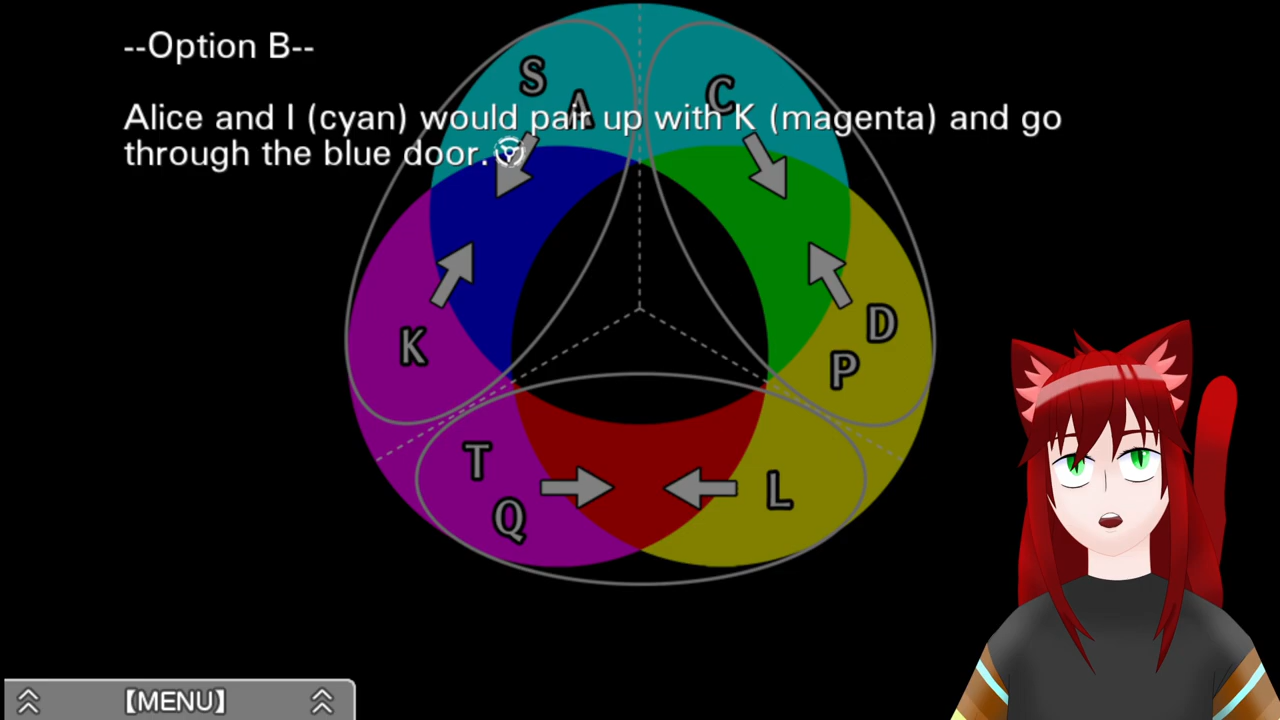 --Option B--
S
A
C
Alice and I (cyan) would pair up with K (magenta) and go
through the blue door.
K
D
P
T
Q
L
【MENU】